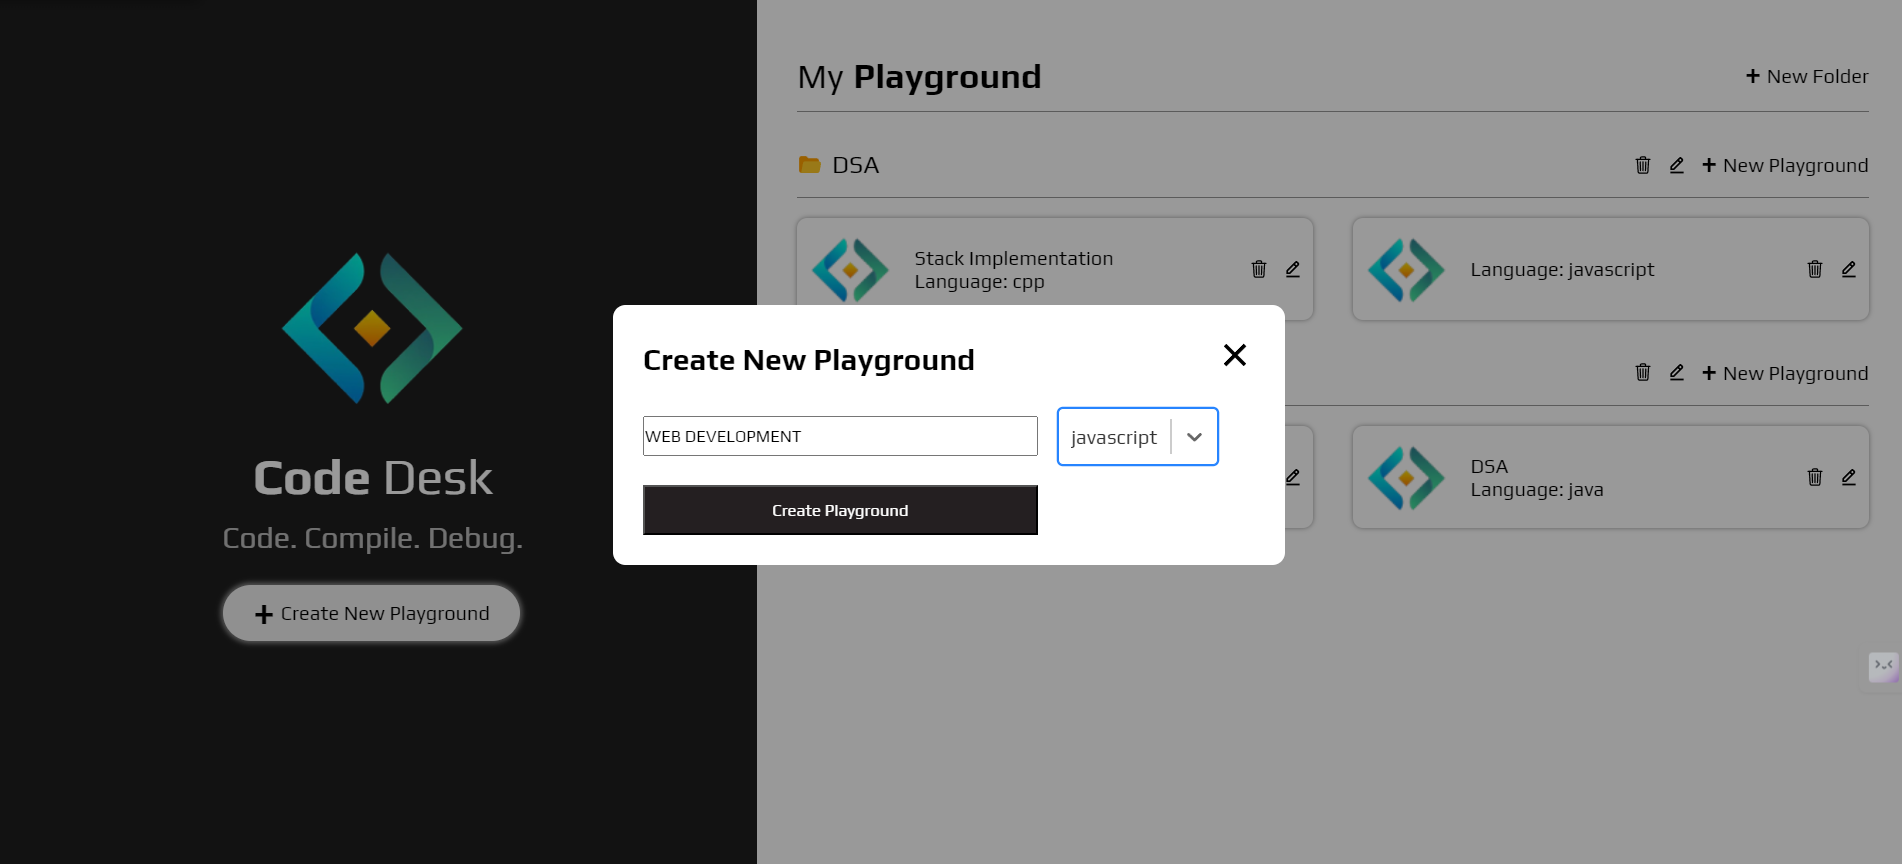 Code Desk
Code. Compile. Debug.
+ Create New Playground
My Playground
+ New Folder
DSA
+ New Playground
Stack Implementation
Language: cpp
Language: javascript
+ New Playground
DSA
Language: java
Create New Playground
WEB DEVELOPMENT
javascript
Create Playground